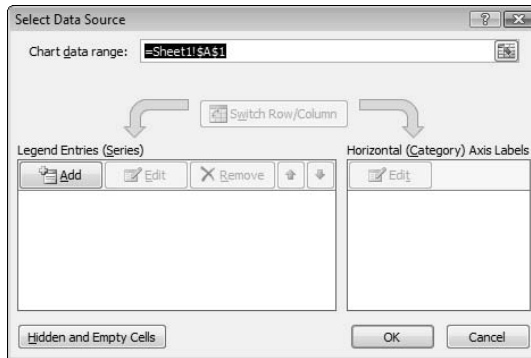 Select Data Source
Chart data range: =Sheet1!$A$1
Switch Row/Column
Legend Entries (Series)
Horizontal (Category) Axis Labels
Add Edit Remove
Edit
Hidden and Empty Cells
OK Cancel